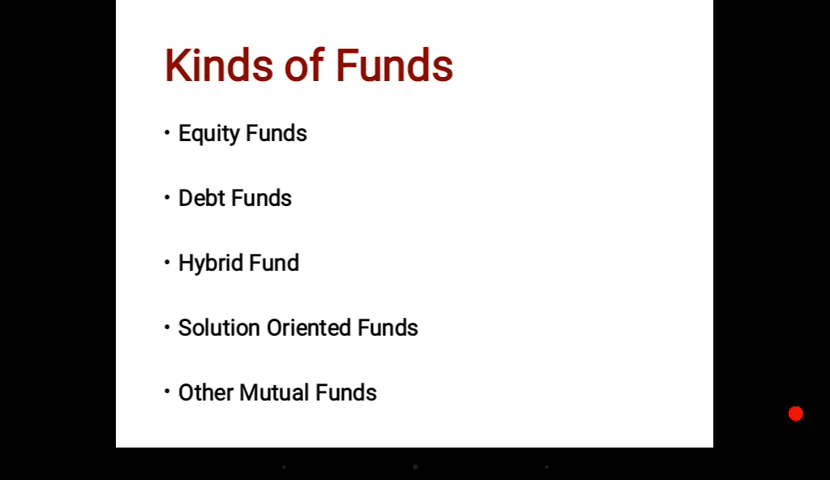 Kinds of Funds
• Equity Funds
• Debt Funds
• Hybrid Fund
• Solution Oriented Funds
• Other Mutual Funds